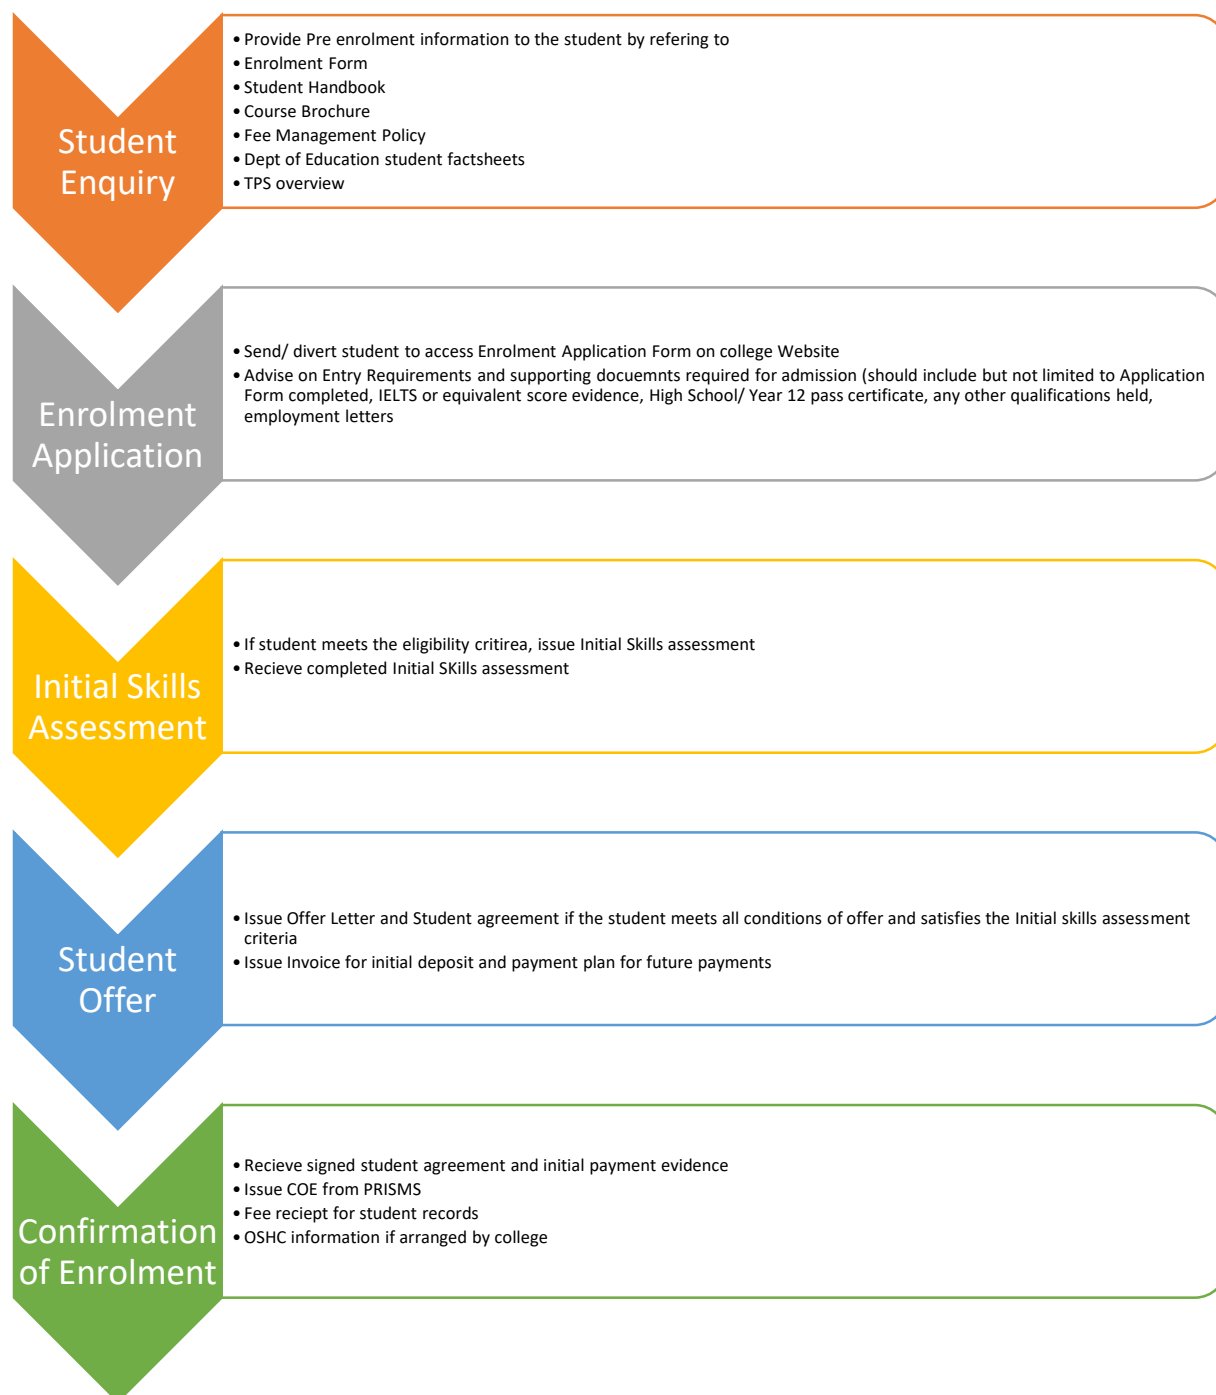 Student
Enquiry
• Provide Pre enrolment information to the student by refering to
• Enrolment Form
• Student Handbook
• Course Brochure
• Fee Management Policy
• Dept of Education student factsheets
• TPS overview
Enrolment
Application
• Send/ divert student to access Enrolment Application Form on college Website
• Advise on Entry Requirements and supporting docuemnts required for admission (should include but not limited to Application
Form completed, IELTS or equivalent score evidence, High School/ Year 12 pass certificate, any other qualifications held,
employment letters
Initial Skills
Assessment
• If student meets the eligibility critirea, issue Initial Skills assessment
• Recieve completed Initial SKills assessment
Student
Offer
• Issue Offer Letter and Student agreement if the student meets all conditions of offer and satisfies the Initial skills assessment
criteria
• Issue Invoice for initial deposit and payment plan for future payments
Confirmation
of Enrolment
• Recieve signed student agreement and initial payment evidence
• Issue COE from PRISMS
• Fee reciept for student records
• OSHC information if arranged by college